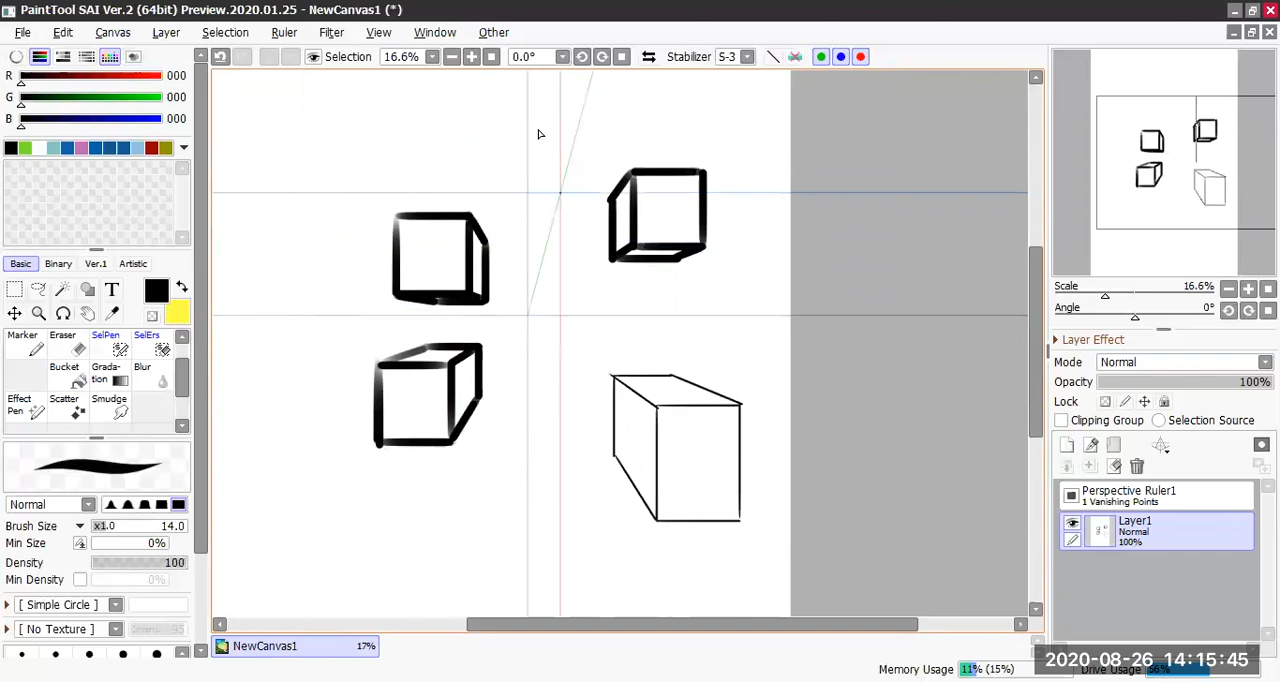 PaintTool SAI Ver.2 (64bit) Preview.2020.01.25 - NewCanvas1 (*)
File Edit Canvas Layer Selection Ruler Filter View Window Other
Selection 16.6% 0.0° Stabilizer S-3
R 000
G 000
B 000
Basic Binary Ver.1 Artistic
T
Marker Eraser SelPen SelErs
Bucket Grada-tion Blur
Effect Pen Scatter Smudge
Normal
Brush Size x1.0 14.0
Min Size 0%
Density 100
Min Density 0%
[ Simple Circle ]
[ No Texture ]
Scale 16.6%
Angle 0°
Layer Effect
Mode Normal
Opacity 100%
Lock
Clipping Group Selection Source
Perspective Ruler1
1 Vanishing Points
Layer1
Normal
100%
NewCanvas1 17%
Memory Usage 11% (15%) Drive Usage 56%
2020-08-26 14:15:45